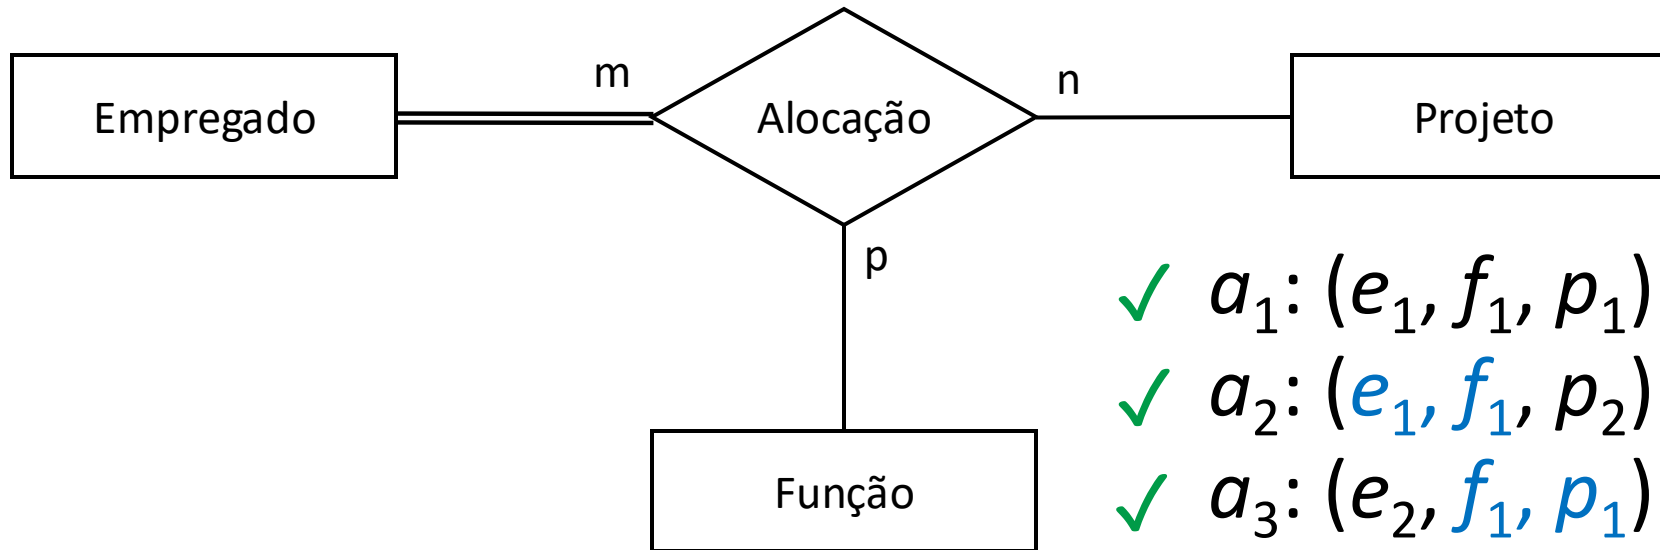 m
n
Empregado
Alocação
Projeto
p
✓ a₁: (e₁, f₁, p₁)
✓ a₂: (e₁, f₁, p₂)
✓ a₃: (e₂, f₁, p₁)
Função